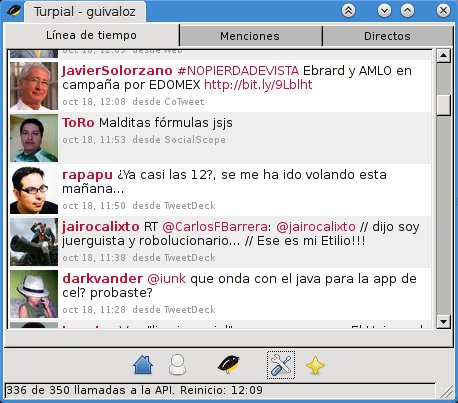 Turpial - guivaloz
Línea de tiempo Menciones Directos
oct 18, 12:09 desde Web
JavierSolorzano #NOPIERDADEVISTA Ebrard y AMLO en
campaña por EDOMEX http://bit.ly/9Lblht
oct 18, 12:08 desde CoTweet
ToRo Malditas fórmulas jsjs
oct 18, 11:53 desde SocialScope
rapapu ¿Ya casi las 12?, se me ha ido volando esta
mañana...
oct 18, 11:50 desde TweetDeck
jairocalixto RT @CarlosFBarrera: @jairocalixto // dijo soy
juerguista y robolucionario... // Ese es mi Etilio!!!
oct 18, 11:38 desde TweetDeck
darkvander @iunk que onda con el java para la app de
cel? probaste?
oct 18, 11:28 desde TweetDeck
336 de 350 llamadas a la API. Reinicio: 12:09